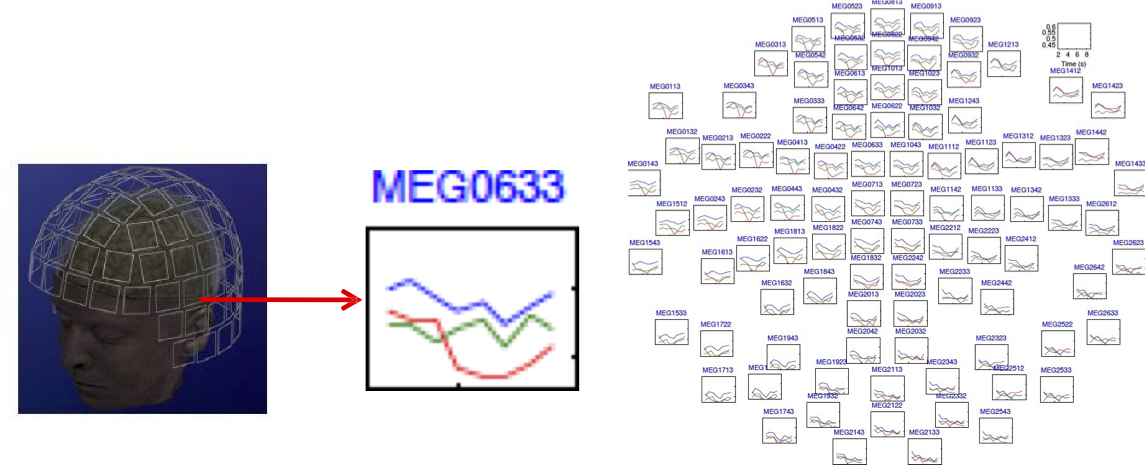 MEG0633
MEG0523 MEG0813 MEG0913
MEG0513 MEG0923
MEG0532 MEG0822 MEG0942
MEG0313 MEG0542 MEG0932 MEG1213
MEG0613 MEG1013 MEG1023
0.6
0.55
0.5
0.45
2 4 6 8
Time (s)
MEG1412
MEG0113 MEG0343 MEG1423
MEG0333 MEG0642 MEG0622 MEG1032 MEG1243
MEG0132 MEG0213 MEG0222 MEG0413 MEG0422 MEG0633 MEG1043 MEG1112 MEG1123 MEG1312 MEG1323 MEG1442
MEG0143 MEG1433
MEG1512 MEG0243 MEG0232 MEG0443 MEG0432 MEG0713 MEG0723 MEG1142 MEG1133 MEG1342 MEG1333 MEG2612
MEG1543 MEG1613 MEG1622 MEG1813 MEG1822 MEG0743 MEG0733 MEG2212 MEG2223 MEG2412 MEG2623
MEG1832 MEG2242
MEG1632 MEG1843 MEG2233 MEG2442 MEG2642
MEG2013 MEG2023
MEG1533 MEG1722 MEG2042 MEG2032 MEG2522 MEG2633
MEG1943 MEG2323
MEG1713 MEG1923 MEG2113 MEG2343 MEG2512 MEG2533
MEG1932 MEG2122 MEG2332
MEG1743 MEG2543
MEG2143 MEG2133